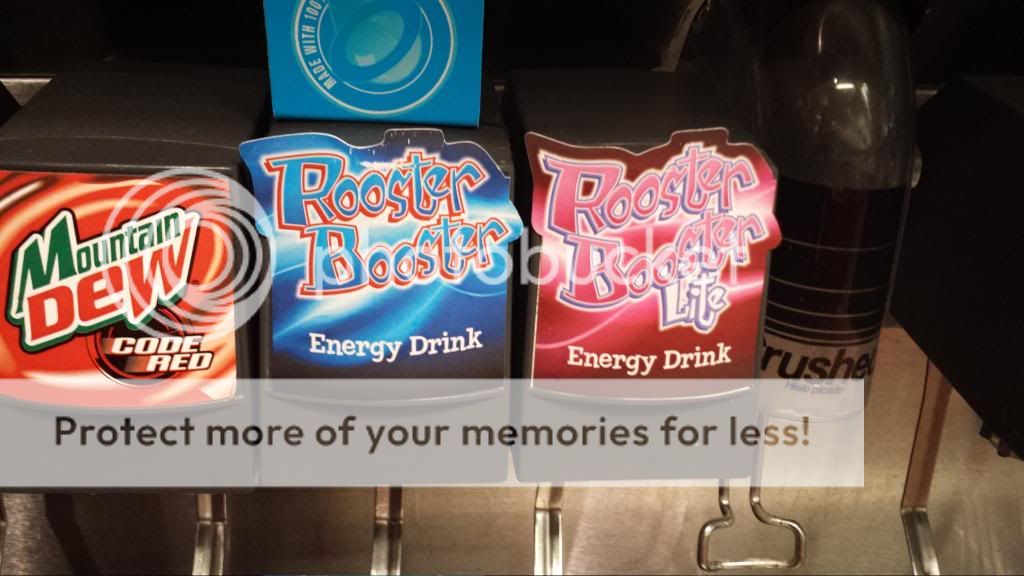 MADE WITH 100
Mountain
DEW
CODE
RED
Rooster
Booster
Energy Drink
Rooster
Booster
Lite
Energy Drink
rushed
photobucket
Protect more of your memories for less!